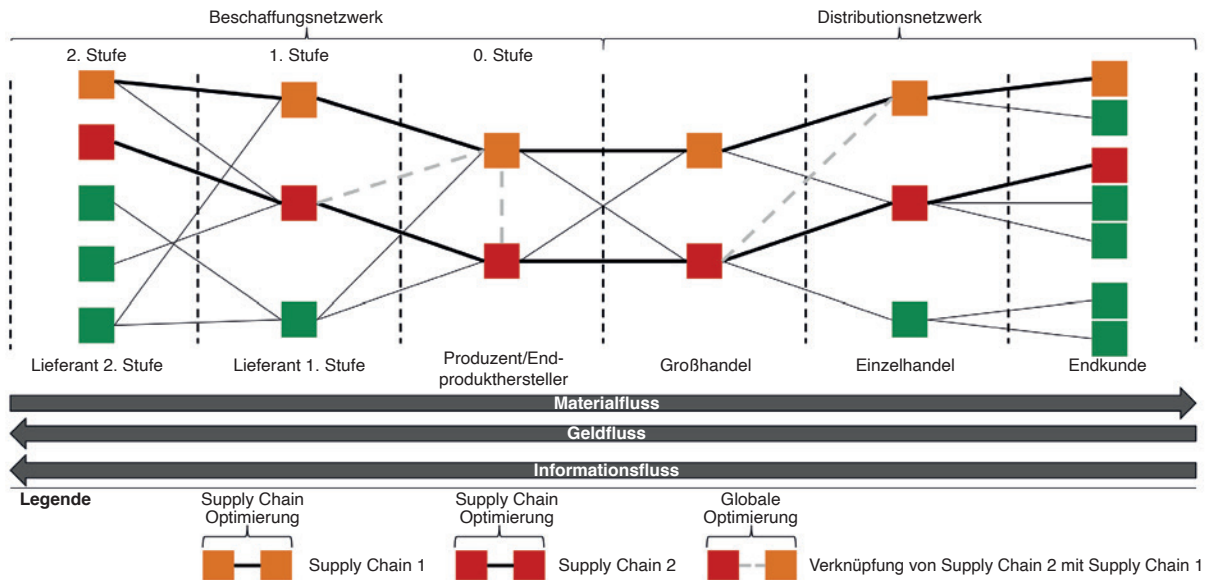 Beschaffungsnetzwerk
Distributionsnetzwerk
2. Stufe
1. Stufe
0. Stufe
Lieferant 2. Stufe
Lieferant 1. Stufe
Produzent/End-
produkthersteller
Großhandel
Einzelhandel
Endkunde
Materialfluss
Geldfluss
Informationsfluss
Legende
Supply Chain
Optimierung
Supply Chain 1
Supply Chain
Optimierung
Supply Chain 2
Globale
Optimierung
Verknüpfung von Supply Chain 2 mit Supply Chain 1